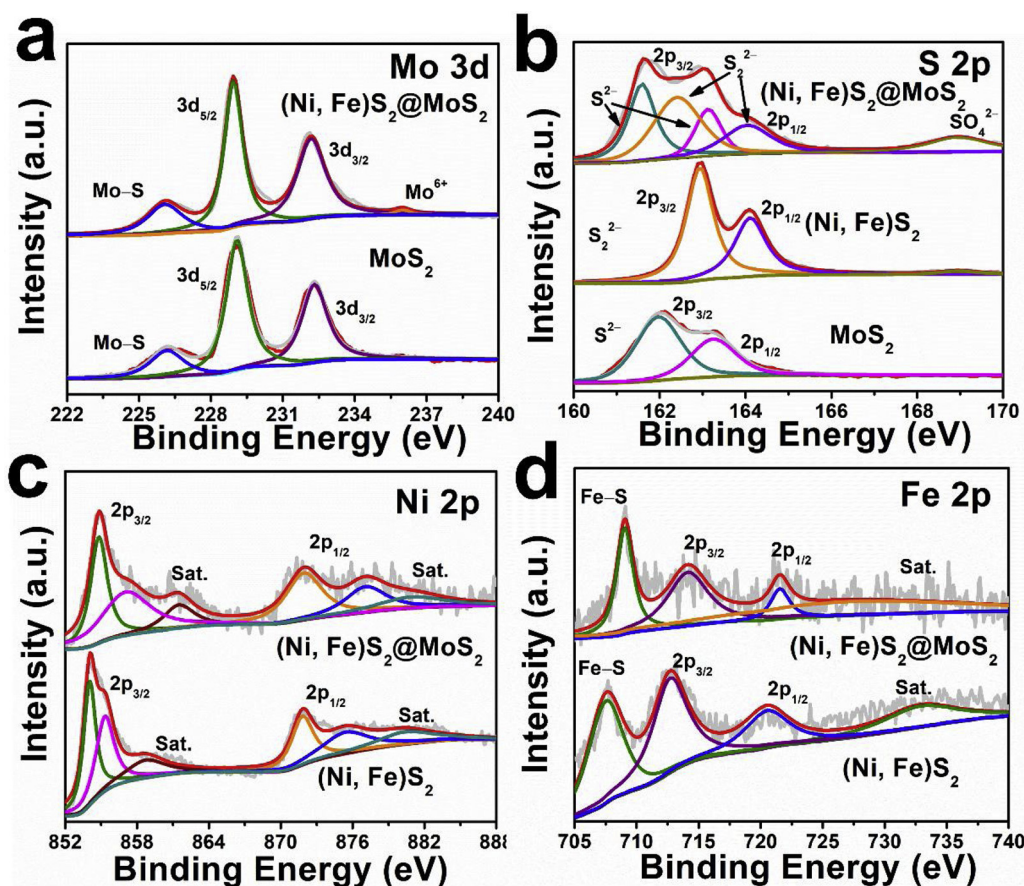 a
Mo 3d
(Ni, Fe)S₂@MoS₂
3d₅/₂
3d₃/₂
Mo–S
Mo⁶⁺
MoS₂
3d₅/₂
3d₃/₂
Mo–S
Intensity (a.u.)
222 225 228 231 234 237 240
Binding Energy (eV)
b
S 2p
2p₃/₂
S₂²⁻
S²⁻
(Ni, Fe)S₂@MoS₂
2p₁/₂
SO₄²⁻
2p₃/₂
2p₁/₂
(Ni, Fe)S₂
S₂²⁻
2p₃/₂
S²⁻
2p₁/₂
MoS₂
Intensity (a.u.)
160 162 164 166 168 170
Binding Energy (eV)
c
Ni 2p
2p₃/₂
Sat.
2p₁/₂
Sat.
(Ni, Fe)S₂@MoS₂
2p₃/₂
Sat.
2p₁/₂
Sat.
(Ni, Fe)S₂
Intensity (a.u.)
852 858 864 870 876 882 888
Binding Energy (eV)
d
Fe 2p
Fe–S
2p₃/₂
2p₁/₂
Sat.
(Ni, Fe)S₂@MoS₂
Fe–S
2p₃/₂
2p₁/₂
Sat.
(Ni, Fe)S₂
Intensity (a.u.)
705 710 715 720 725 730 735 740
Binding Energy (eV)